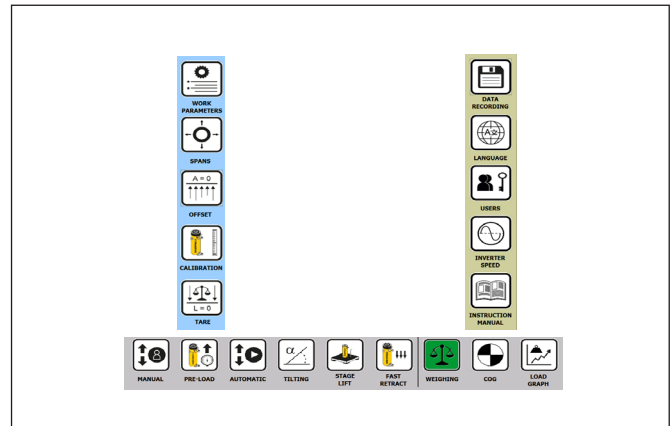 WORK
PARAMETERS
SPANS
A = 0
OFFSET
CALIBRATION
L = 0
TARE
DATA
RECORDING
LANGUAGE
USERS
INVERTER
SPEED
INSTRUCTION
MANUAL
MANUAL
PRE-LOAD
AUTOMATIC
α
TILTING
STAGE
LIFT
FAST
RETRACT
WEIGHING
COG
LOAD
GRAPH